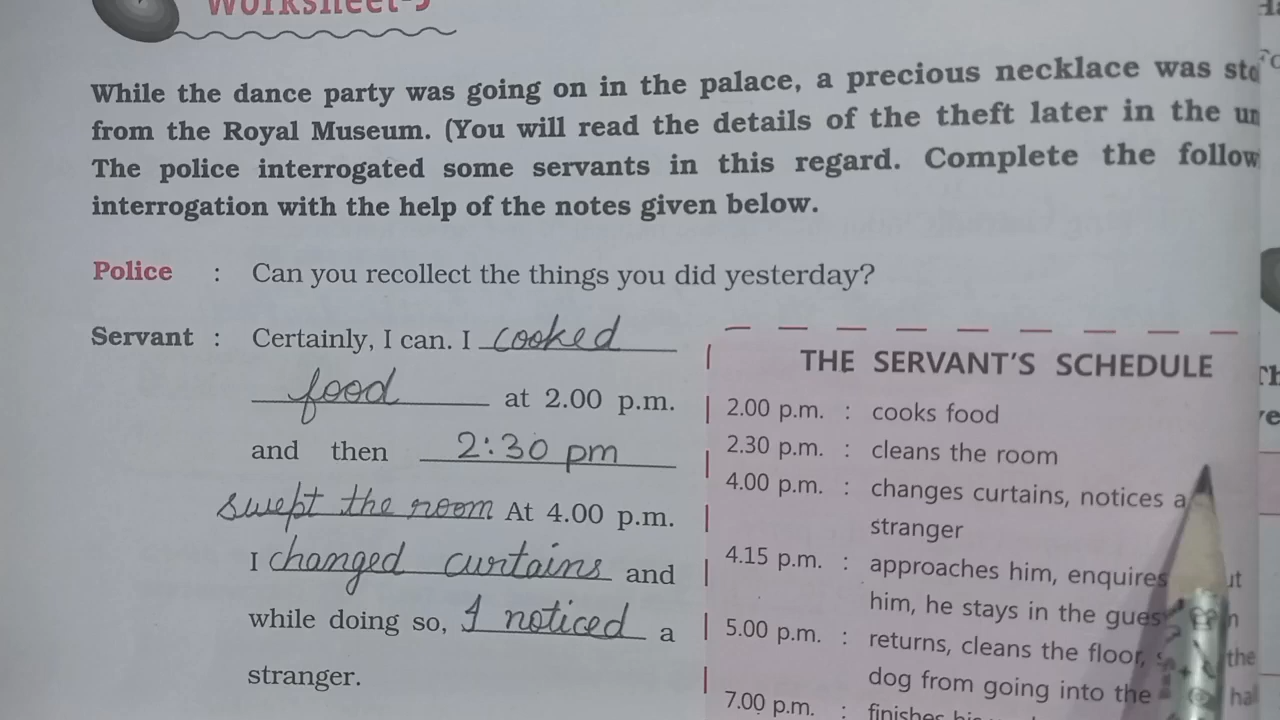 Worksheet-5
While the dance party was going on in the palace, a precious necklace was
from the Royal Museum. (You will read the details of the theft later in the
The police interrogated some servants in this regard. Complete the
interrogation with the help of the notes given below.
Police : Can you recollect the things you did yesterday?
Servant : Certainly, I can. I cooked
food at 2.00 p.m.
and then 2:30 pm
swept the room At 4.00 p.m.
I changed curtains and
while doing so, I noticed a
stranger.
THE SERVANT'S SCHEDULE
2.00 p.m. : cooks food
2.30 p.m. : cleans the room
4.00 p.m. : changes curtains, notices a
stranger
4.15 p.m. : approaches him, enquires
him, he stays in the
5.00 p.m. : returns, cleans the floor, the
dog from going into the
7.00 p.m. : finishes